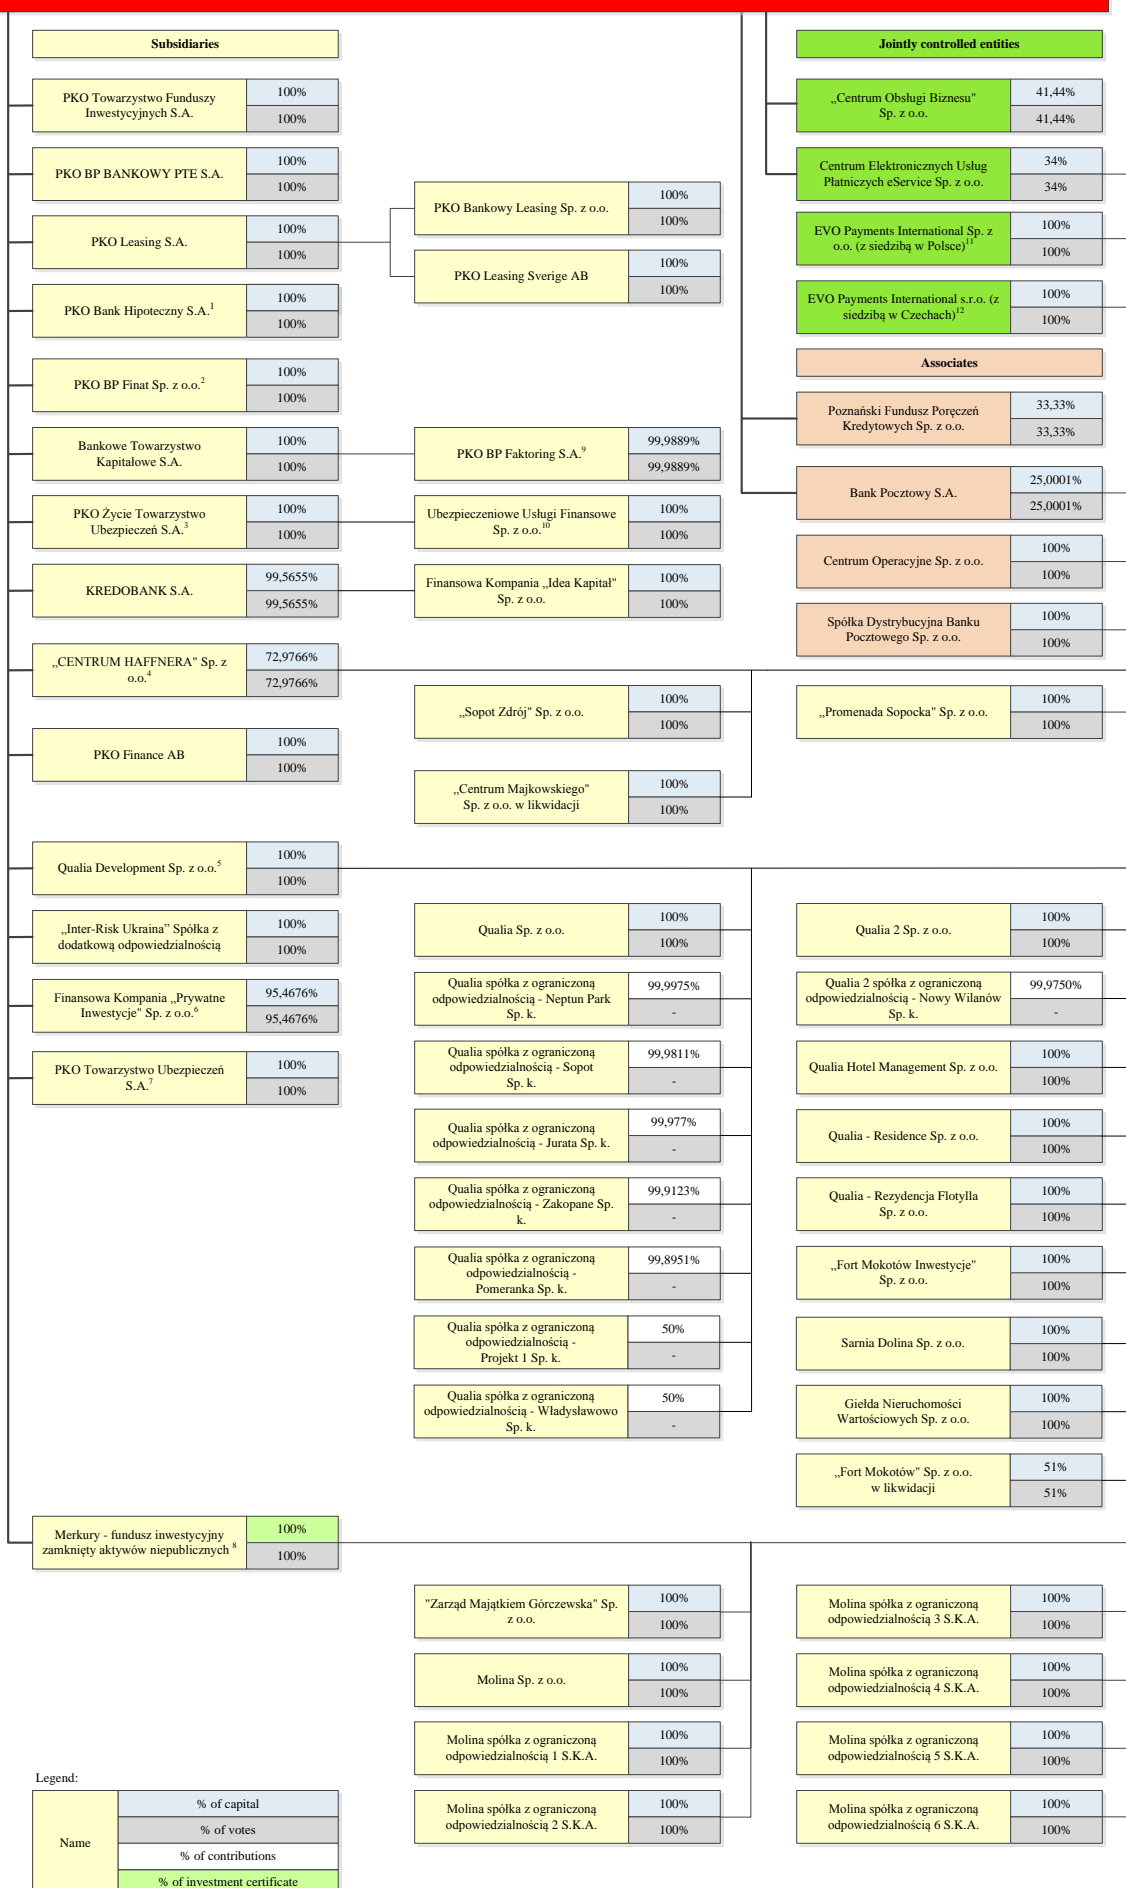 Subsidiaries
PKO Towarzystwo Funduszy
Inwestycyjnych S.A.
100%
100%
PKO BP BANKOWY PTE S.A.
100%
100%
PKO Leasing S.A.
100%
100%
PKO Bankowy Leasing Sp. z o.o.
100%
100%
PKO Leasing Sverige AB
100%
100%
PKO Bank Hipoteczny S.A.1
100%
100%
PKO BP Finat Sp. z o.o.2
100%
100%
Bankowe Towarzystwo
Kapitałowe S.A.
100%
100%
PKO BP Faktoring S.A.9
99,9889%
99,9889%
PKO Życie Towarzystwo
Ubezpieczeń S.A.3
100%
100%
Ubezpieczeniowe Usługi Finansowe
Sp. z o.o.10
100%
100%
KREDOBANK S.A.
99,5655%
99,5655%
Finansowa Kompania „Idea Kapitał"
Sp. z o.o.
100%
100%
Jointly controlled entities
„Centrum Obsługi Biznesu"
Sp. z o.o.
41,44%
41,44%
Centrum Elektronicznych Usług
Płatniczych eService Sp. z o.o.
34%
34%
EVO Payments International Sp. z
o.o. (z siedzibą w Polsce)11
100%
100%
EVO Payments International s.r.o. (z
siedzibą w Czechach)12
100%
100%
Associates
Poznański Fundusz Poręczeń
Kredytowych Sp. z o.o.
33,33%
33,33%
Bank Pocztowy S.A.
25,0001%
25,0001%
Centrum Operacyjne Sp. z o.o.
100%
100%
Spółka Dystrybucyjna Banku
Pocztowego Sp. z o.o.
100%
100%
„CENTRUM HAFFNERA" Sp. z
o.o.4
72,9766%
72,9766%
„Sopot Zdrój" Sp. z o.o.
100%
100%
„Promenada Sopocka" Sp. z o.o.
100%
100%
PKO Finance AB
100%
100%
„Centrum Majkowskiego"
Sp. z o.o. w likwidacji
100%
100%
Qualia Development Sp. z o.o.5
100%
100%
„Inter-Risk Ukraina” Spółka z
dodatkową odpowiedzialnością
100%
100%
Finansowa Kompania „Prywatne
Inwestycje" Sp. z o.o.6
95,4676%
95,4676%
PKO Towarzystwo Ubezpieczeń
S.A.7
100%
100%
Qualia Sp. z o.o.
100%
100%
Qualia spółka z ograniczoną
odpowiedzialnością - Neptun Park
Sp. k.
99,9975%
-
Qualia spółka z ograniczoną
odpowiedzialnością - Sopot
Sp. k.
99,9811%
-
Qualia spółka z ograniczoną
odpowiedzialnością - Jurata Sp. k.
99,977%
-
Qualia spółka z ograniczoną
odpowiedzialnością - Zakopane Sp.
k.
99,9123%
-
Qualia spółka z ograniczoną
odpowiedzialnością -
Pomeranka Sp. k.
99,8951%
-
Qualia spółka z ograniczoną
odpowiedzialnością -
Projekt 1 Sp. k.
50%
-
Qualia spółka z ograniczoną
odpowiedzialnością - Władysławowo
Sp. k.
50%
-
Qualia 2 Sp. z o.o.
100%
100%
Qualia 2 spółka z ograniczoną
odpowiedzialnością - Nowy Wilanów
Sp. k.
99,9750%
-
Qualia Hotel Management Sp. z o.o.
100%
100%
Qualia - Residence Sp. z o.o.
100%
100%
Qualia - Rezydencja Flotylla
Sp. z o.o.
100%
100%
„Fort Mokotów Inwestycje"
Sp. z o.o.
100%
100%
Sarnia Dolina Sp. z o.o.
100%
100%
Giełda Nieruchomości
Wartościowych Sp. z o.o.
100%
100%
„Fort Mokotów" Sp. z o.o.
w likwidacji
51%
51%
Merkury - fundusz inwestycyjny
zamknięty aktywów niepublicznych 8
100%
100%
"Zarząd Majątkiem Górczewska" Sp.
z o.o.
100%
100%
Molina Sp. z o.o.
100%
100%
Molina spółka z ograniczoną
odpowiedzialnością 1 S.K.A.
100%
100%
Molina spółka z ograniczoną
odpowiedzialnością 2 S.K.A.
100%
100%
Molina spółka z ograniczoną
odpowiedzialnością 3 S.K.A.
100%
100%
Molina spółka z ograniczoną
odpowiedzialnością 4 S.K.A.
100%
100%
Molina spółka z ograniczoną
odpowiedzialnością 5 S.K.A.
100%
100%
Molina spółka z ograniczoną
odpowiedzialnością 6 S.K.A.
100%
100%
Legend:
Name
% of capital
% of votes
% of contributions
% of investment certificate